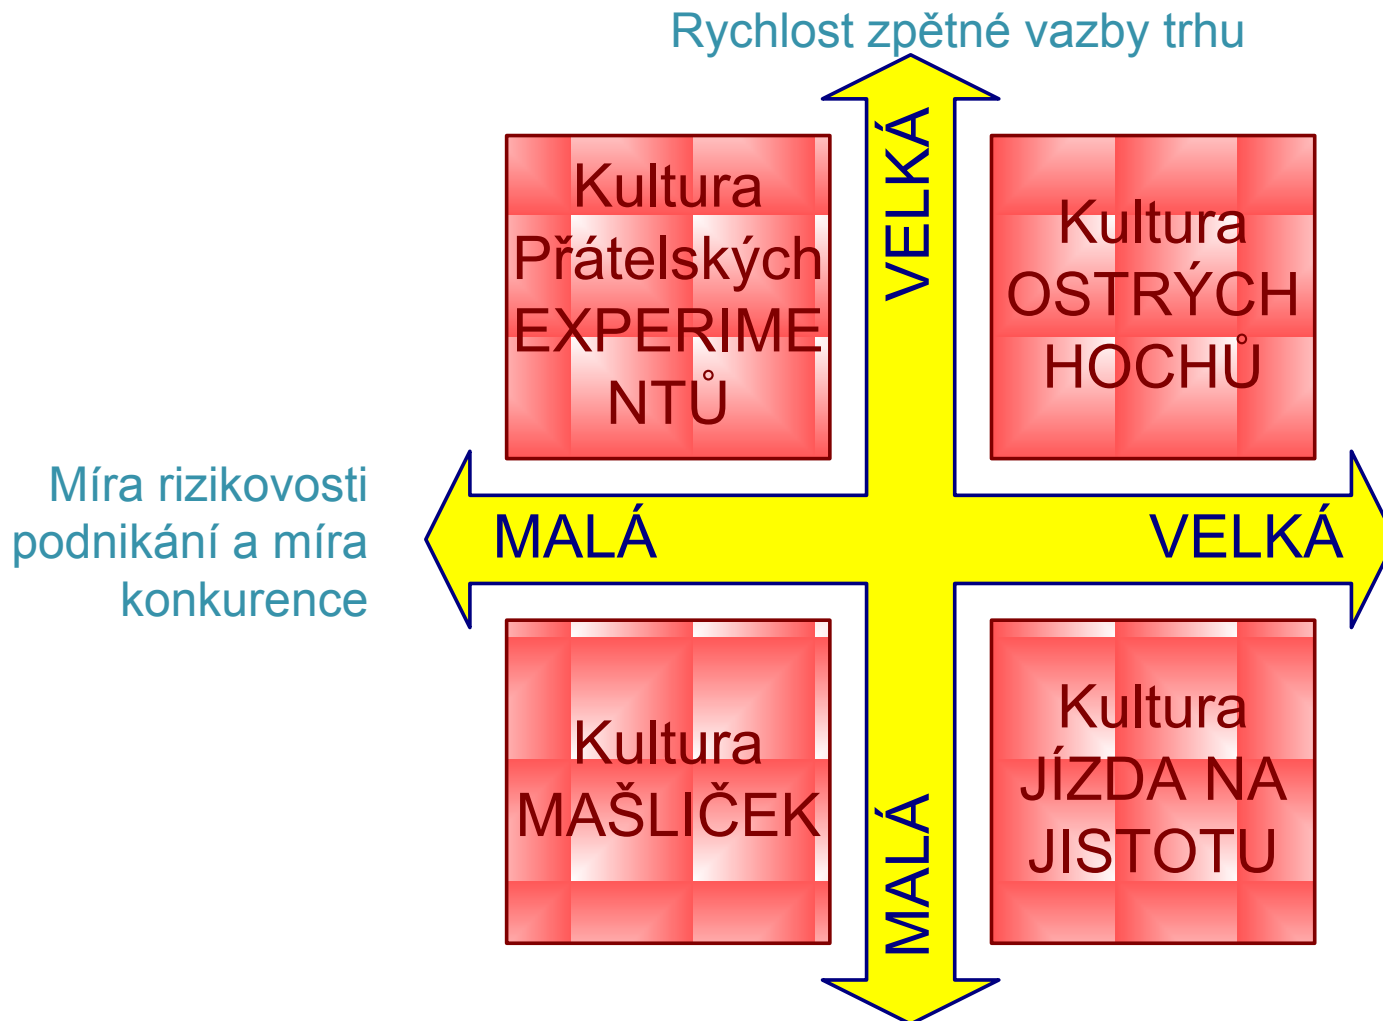 Rychlost zpětné vazby trhu
VELKÁ
Kultura
Přátelských
EXPERIME
NTŮ
Kultura
OSTRÝCH
HOCHŮ
Míra rizikovosti
podnikání a míra
konkurence
MALÁ
VELKÁ
Kultura
MAŠLIČEK
MALÁ
Kultura
JÍZDA NA
JISTOTU